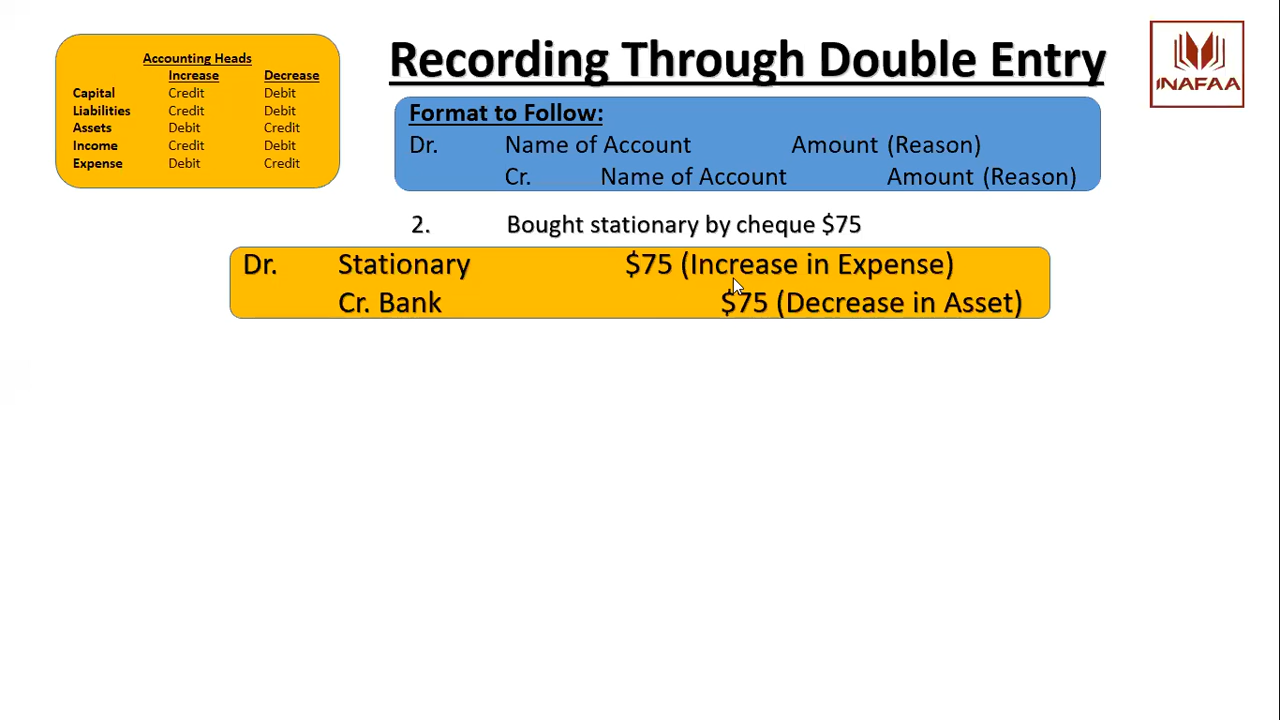 Accounting Heads
Increase Decrease
Capital Credit Debit
Liabilities Credit Debit
Assets Debit Credit
Income Credit Debit
Expense Debit Credit
Recording Through Double Entry
INAFAA
Format to Follow:
Dr. Name of Account Amount (Reason)
Cr. Name of Account Amount (Reason)
2. Bought stationary by cheque $75
Dr. Stationary $75 (Increase in Expense)
Cr. Bank $75 (Decrease in Asset)